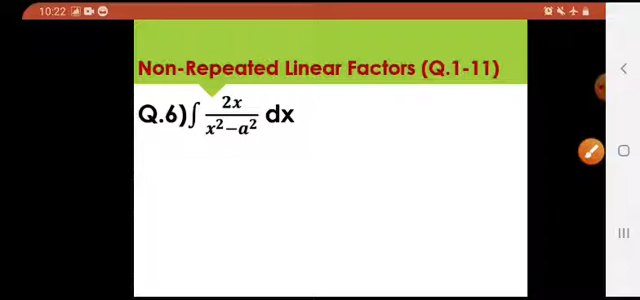 10:22
Non-Repeated Linear Factors (Q.1-11)
Q.6)∫ 2x / x²−a² dx